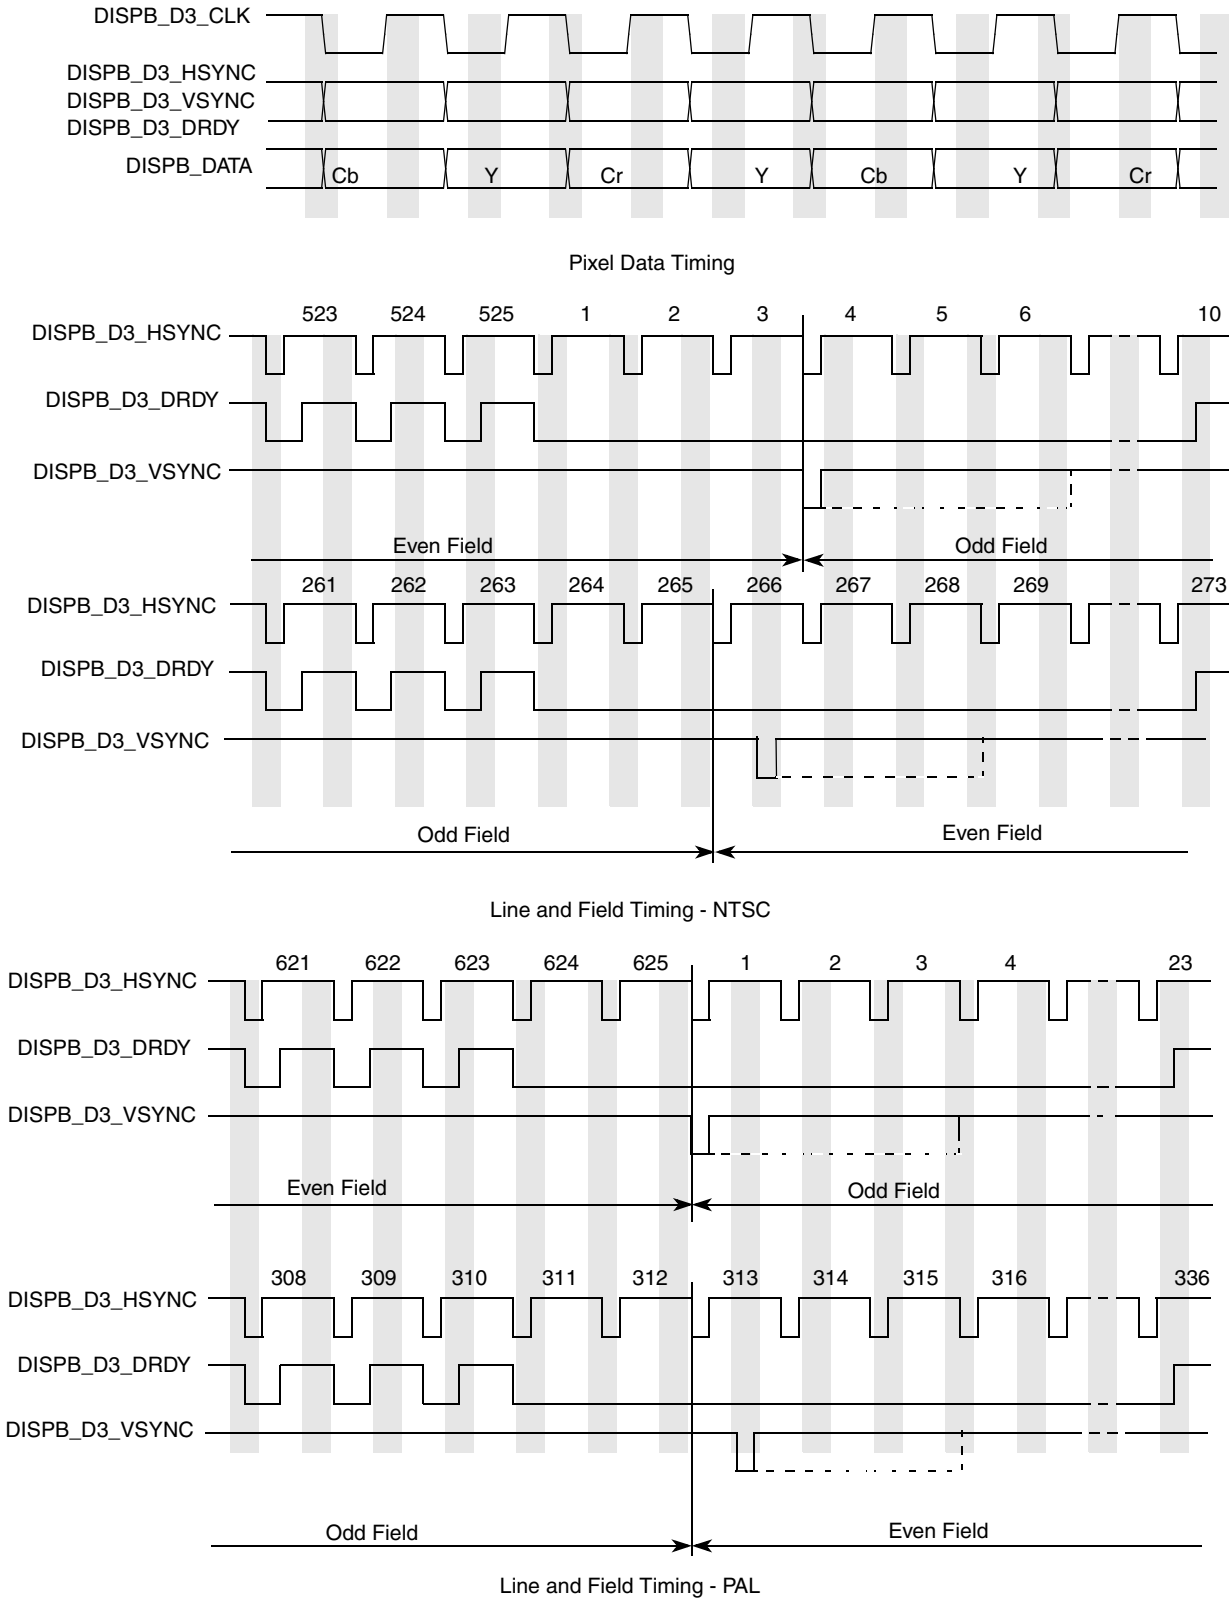 DISPB_D3_CLK
DISPB_D3_HSYNC
DISPB_D3_VSYNC
DISPB_D3_DRDY
DISPB_DATA
Cb Y Cr Y Cb Y Cr
Pixel Data Timing
523 524 525 1 2 3 4 5 6 10
DISPB_D3_HSYNC
DISPB_D3_DRDY
DISPB_D3_VSYNC
Even Field Odd Field
261 262 263 264 265 266 267 268 269 273
DISPB_D3_HSYNC
DISPB_D3_DRDY
DISPB_D3_VSYNC
Odd Field Even Field
Line and Field Timing - NTSC
621 622 623 624 625 1 2 3 4 23
DISPB_D3_HSYNC
DISPB_D3_DRDY
DISPB_D3_VSYNC
Even Field Odd Field
308 309 310 311 312 313 314 315 316 336
DISPB_D3_HSYNC
DISPB_D3_DRDY
DISPB_D3_VSYNC
Odd Field Even Field
Line and Field Timing - PAL